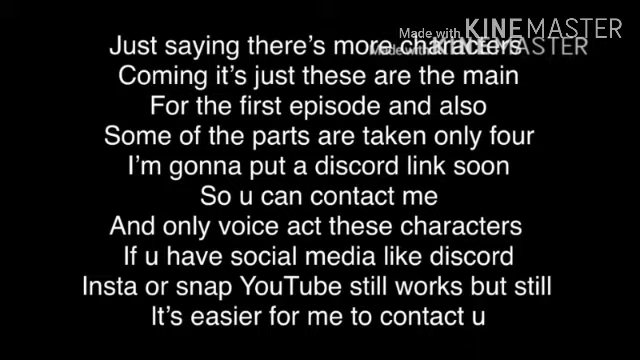 Made with KINEMASTER
Made with KINEMASTER
Just saying there's more characters
Coming it's just these are the main
For the first episode and also
Some of the parts are taken only four
I'm gonna put a discord link soon
So u can contact me
And only voice act these characters
If u have social media like discord
Insta or snap YouTube still works but still
It's easier for me to contact u